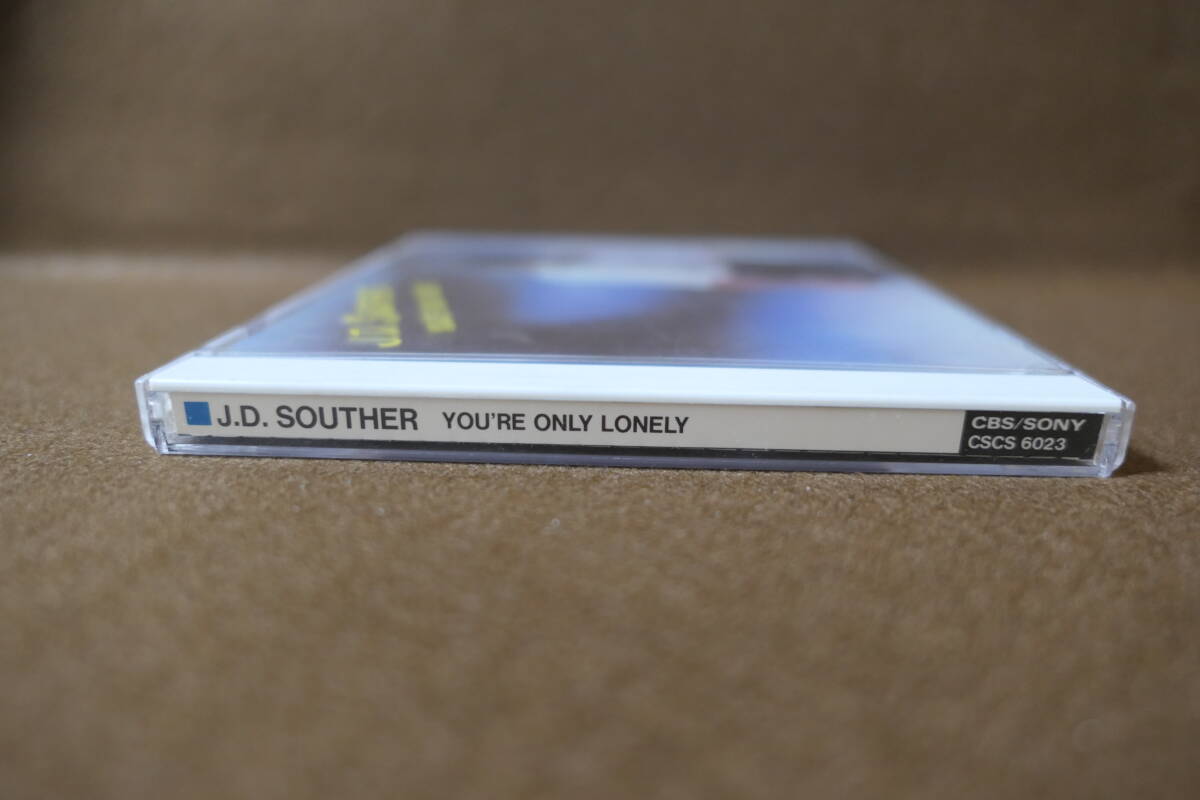 J.D. SOUTHER YOU'RE ONLY LONELY
CBS/SONY
CSCS 6023